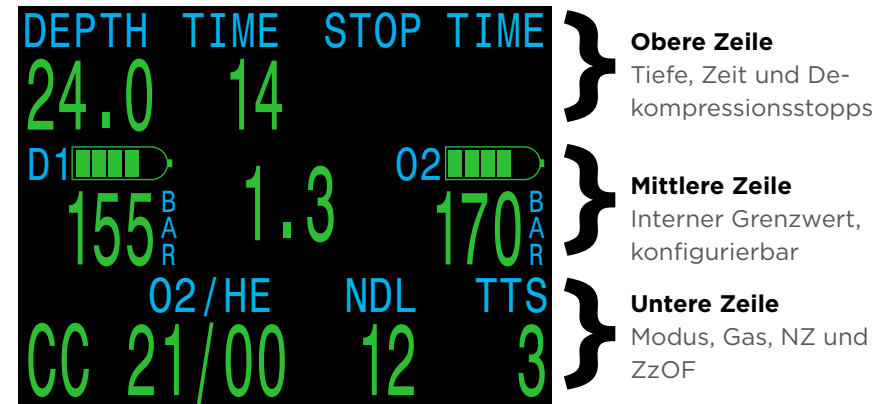 DEPTH TIME STOP TIME
24.0 14
D1 1.3 O2
155 BAR 170 BAR
O2/HE NDL TTS
CC 21/00 12 3
Obere Zeile
Tiefe, Zeit und De-
kompressionsstopps
Mittlere Zeile
Interner Grenzwert,
konfigurierbar
Untere Zeile
Modus, Gas, NZ und
ZzOF